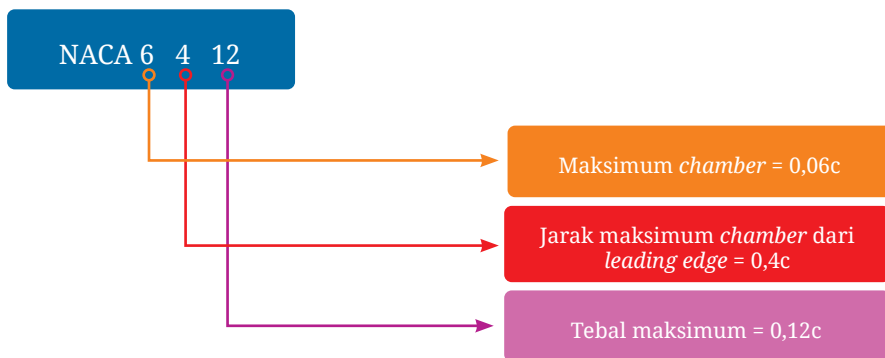 NACA 6 4 12
Maksimum chamber = 0,06c
Jarak maksimum chamber dari
leading edge = 0,4c
Tebal maksimum = 0,12c